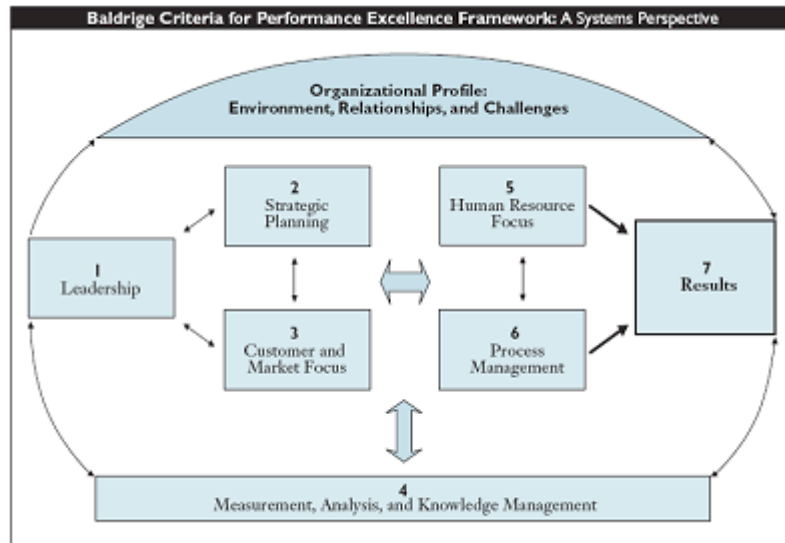 Baldrige Criteria for Performance Excellence Framework: A Systems Perspective
Organizational Profile:
Environment, Relationships, and Challenges
2
Strategic
Planning
5
Human Resource
Focus
1
Leadership
7
Results
3
Customer and
Market Focus
6
Process
Management
4
Measurement, Analysis, and Knowledge Management